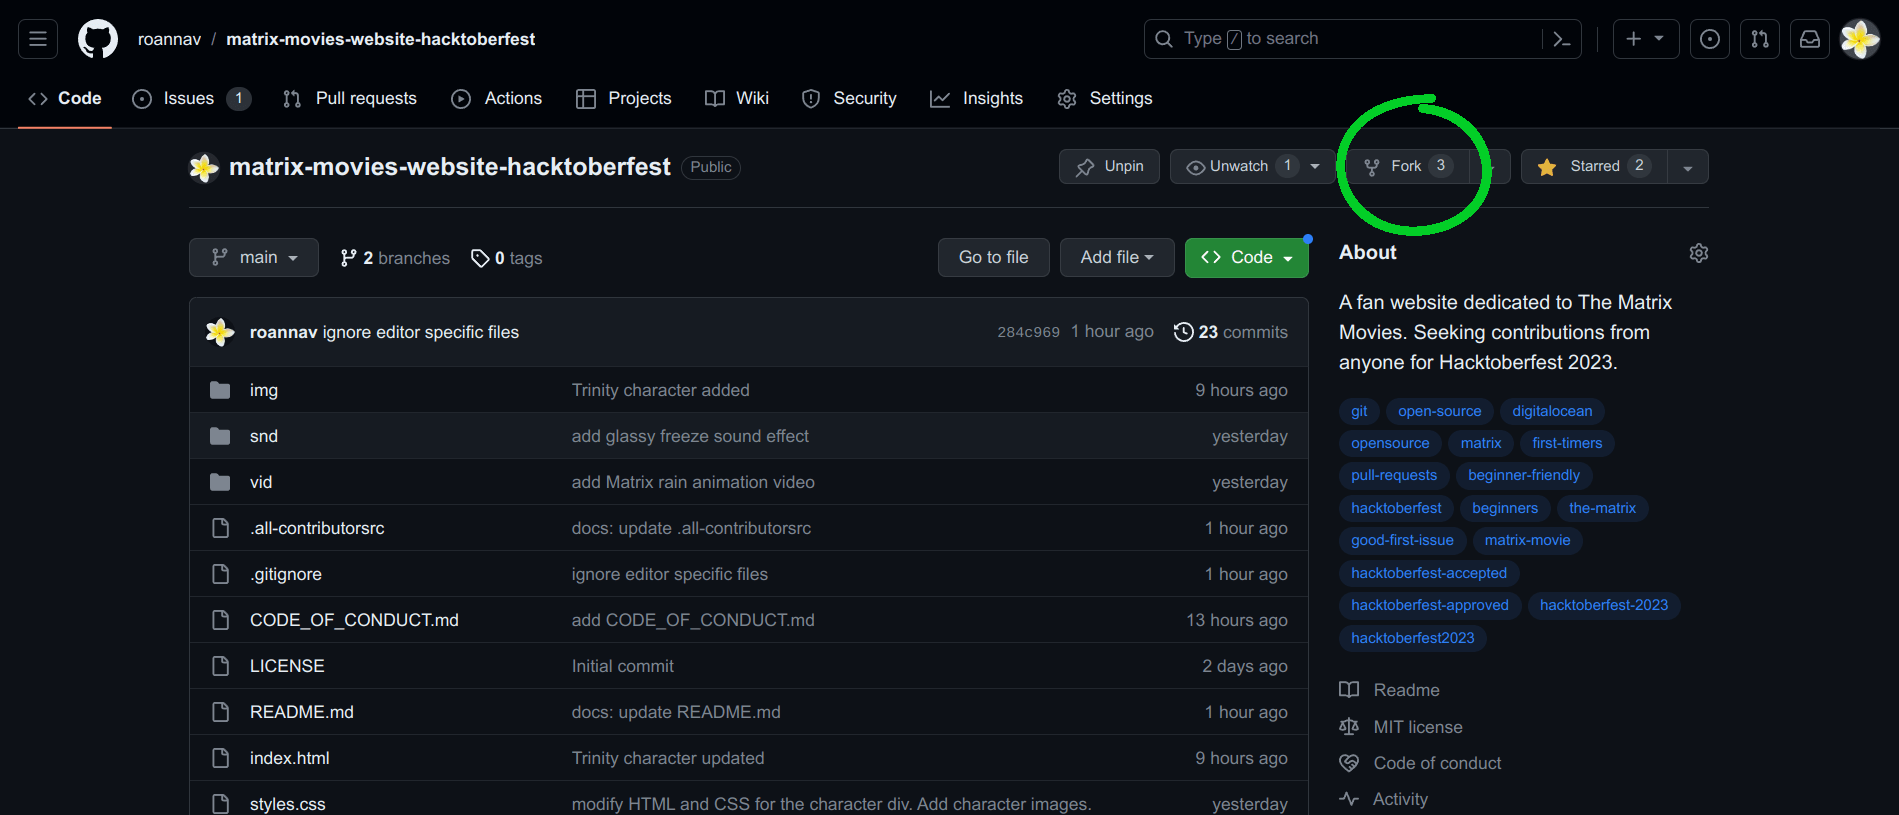 roannav / matrix-movies-website-hacktoberfest
Type / to search
Code
Issues 1
Pull requests
Actions
Projects
Wiki
Security
Insights
Settings
matrix-movies-website-hacktoberfest Public
Unpin
Unwatch 1
Fork 3
Starred 2
main
2 branches
0 tags
Go to file
Add file
Code
roannav ignore editor specific files 284c969 1 hour ago 23 commits
img Trinity character added 9 hours ago
snd add glassy freeze sound effect yesterday
vid add Matrix rain animation video yesterday
.all-contributorsrc docs: update .all-contributorsrc 1 hour ago
.gitignore ignore editor specific files 1 hour ago
CODE_OF_CONDUCT.md add CODE_OF_CONDUCT.md 13 hours ago
LICENSE Initial commit 2 days ago
README.md docs: update README.md 1 hour ago
index.html Trinity character updated 9 hours ago
styles.css modify HTML and CSS for the character div. Add character images. yesterday
About
A fan website dedicated to The Matrix
Movies. Seeking contributions from
anyone for Hacktoberfest 2023.
git open-source digitalocean
opensource matrix first-timers
pull-requests beginner-friendly
hacktoberfest beginners the-matrix
good-first-issue matrix-movie
hacktoberfest-accepted
hacktoberfest-approved hacktoberfest-2023
hacktoberfest2023
Readme
MIT license
Code of conduct
Activity